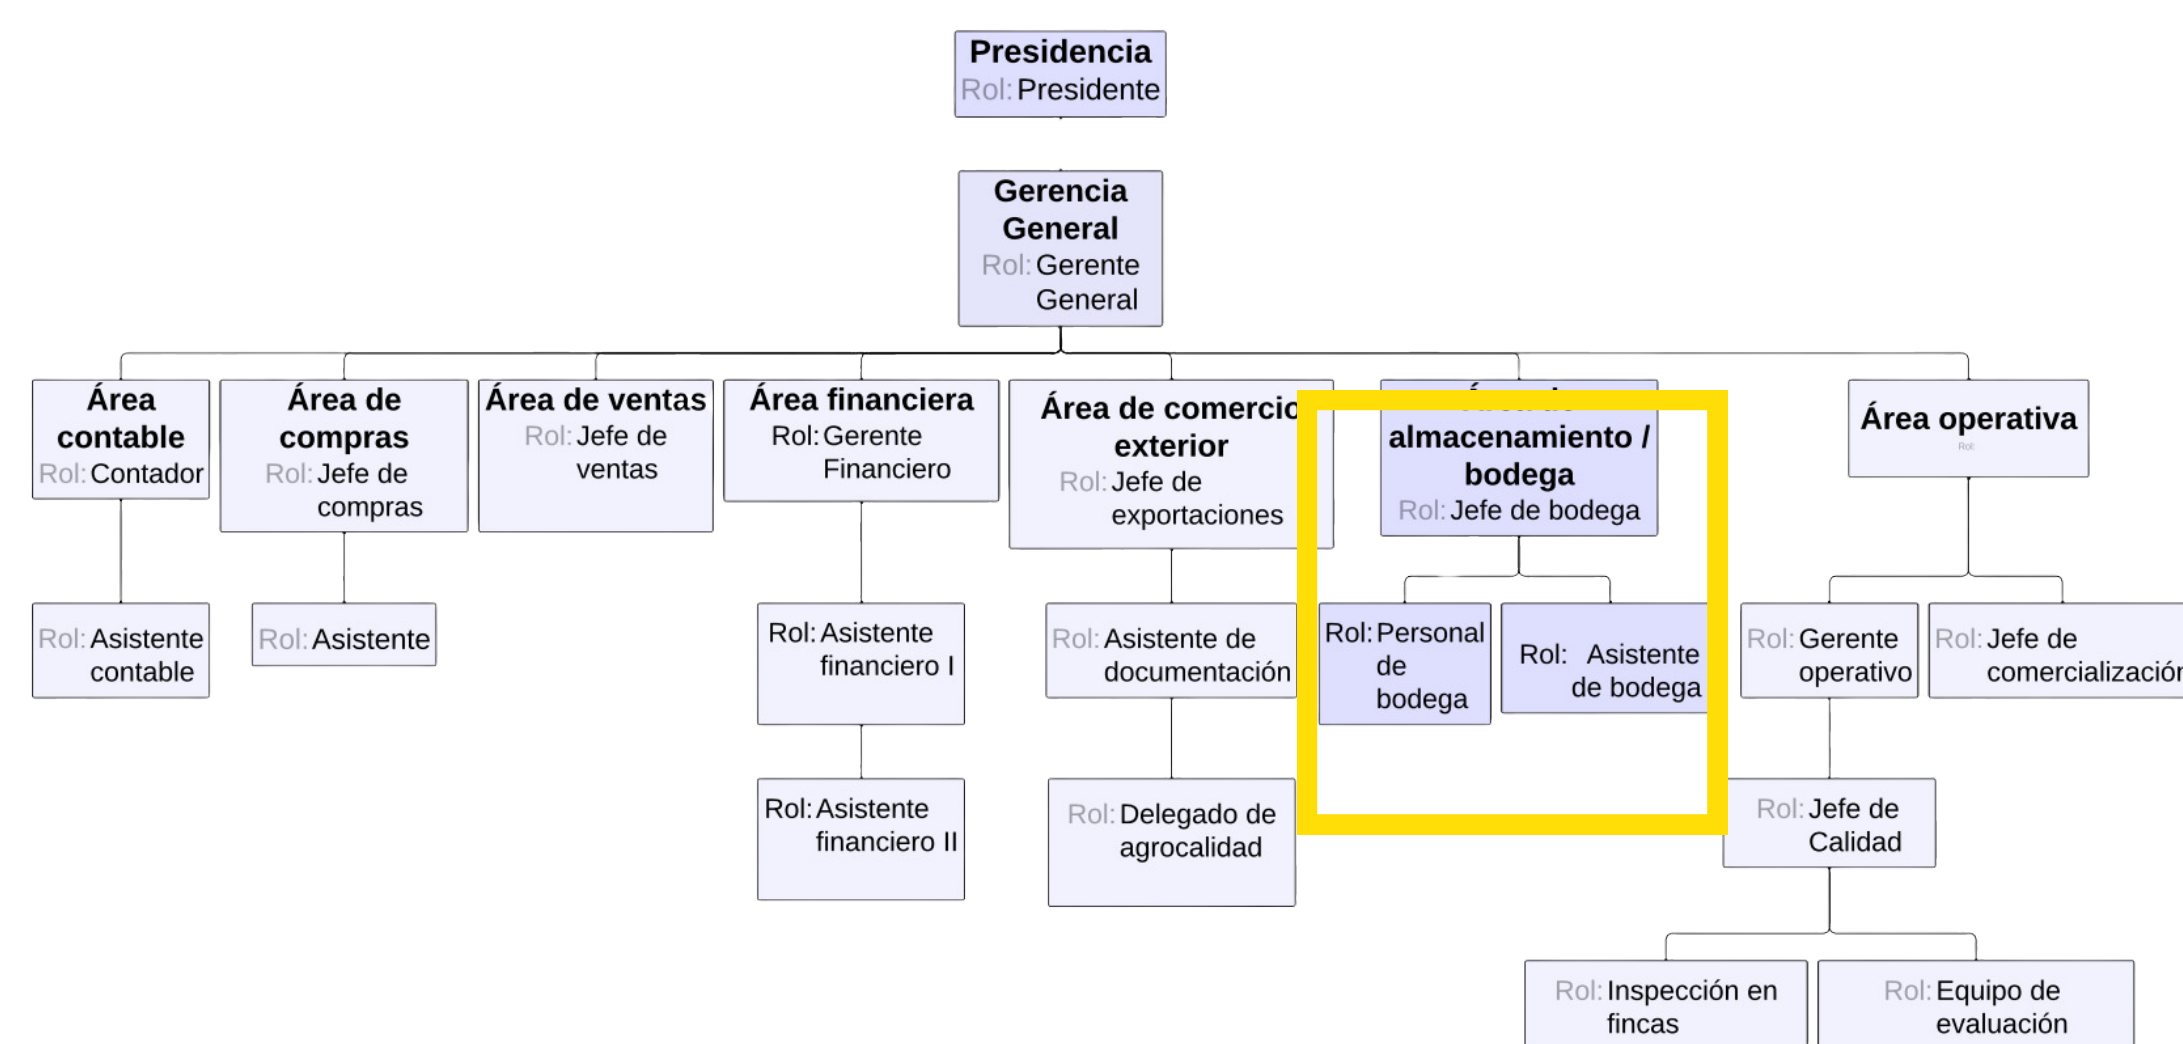 Presidencia
Rol: Presidente
Gerencia
General
Rol: Gerente
General
Área
contable
Rol: Contador
Área de
compras
Rol: Jefe de
compras
Área de ventas
Rol: Jefe de
ventas
Área financiera
Rol: Gerente
Financiero
Área de comercio
exterior
Rol: Jefe de
exportaciones
almacenamiento /
bodega
Rol: Jefe de bodega
Área operativa
Rol:
Rol: Asistente
contable
Rol: Asistente
Rol: Asistente
financiero I
Rol: Asistente de
documentación
Rol: Personal
de
bodega
Rol: Asistente
de bodega
Rol: Gerente
operativo
Rol: Jefe de
comercialización
Rol: Asistente
financiero II
Rol: Delegado de
agrocalidad
Rol: Jefe de
Calidad
Rol: Inspección en
fincas
Rol: Equipo de
evaluación